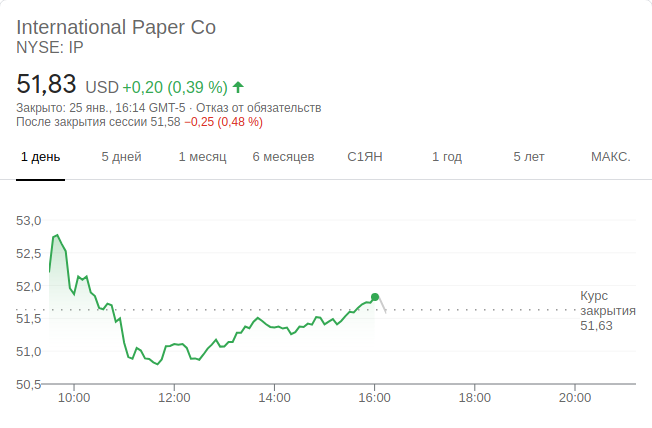 International Paper Co
NYSE: IP
51,83 USD +0,20 (0,39 %)
Закрыто: 25 янв., 16:14 GMT-5 · Отказ от обязательств
После закрытия сессии 51,58 −0,25 (0,48 %)
1 день 5 дней 1 месяц 6 месяцев С1ЯН 1 год 5 лет МАКС.
53,0
52,5
52,0
51,5
51,0
50,5
Курс
закрытия
51,63
10:00 12:00 14:00 16:00 18:00 20:00